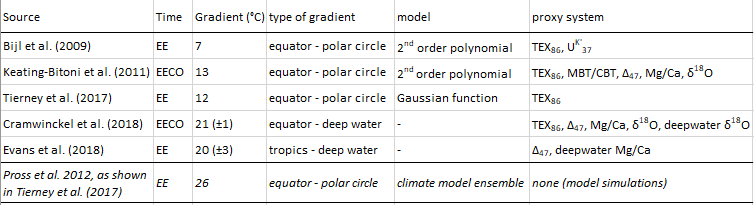 Source Time Gradient (°C) type of gradient model proxy system
Bijl et al. (2009) EE 7 equator - polar circle 2nd order polynomial TEX86, UK'37
Keating-Bitoni et al. (2011) EECO 13 equator - polar circle 2nd order polynomial TEX86, MBT/CBT, Δ47, Mg/Ca, δ18O
Tierney et al. (2017) EE 12 equator - polar circle Gaussian function TEX86
Cramwinckel et al. (2018) EECO 21 (±1) equator - deep water - TEX86, Δ47, Mg/Ca, δ18O, deepwater δ18O
Evans et al. (2018) EE 20 (±3) tropics - deep water - Δ47, deepwater Mg/Ca
Pross et al. 2012, as shown
in Tierney et al. (2017) EE 26 equator - polar circle climate model ensemble none (model simulations)